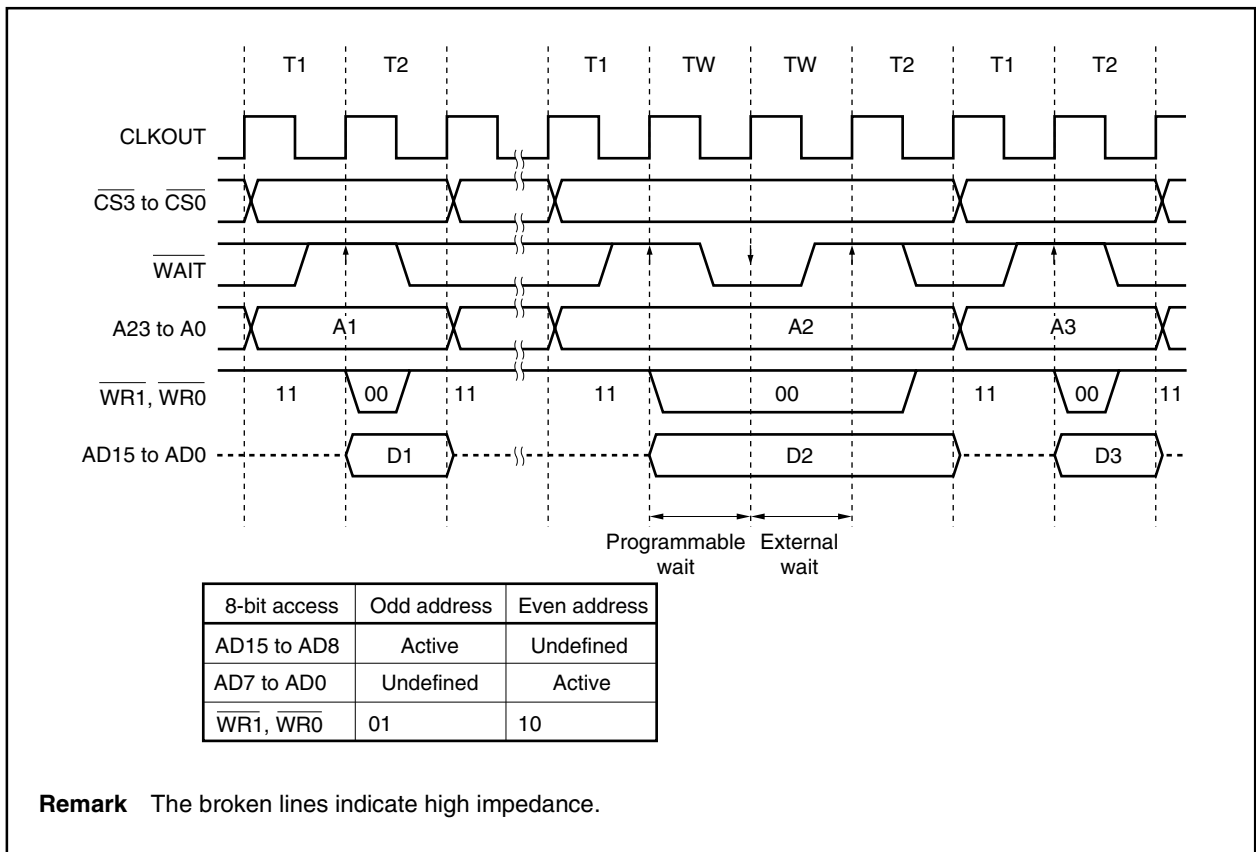 T1 T2 T1 TW TW T2 T1 T2
CLKOUT
CS3 to CS0
WAIT
A23 to A0 A1 A2 A3
WR1, WR0 11 00 11 11 00 11 00 11
AD15 to AD0 D1 D2 D3
Programmable wait
External wait
8-bit access Odd address Even address
AD15 to AD8 Active Undefined
AD7 to AD0 Undefined Active
WR1, WR0 01 10
Remark The broken lines indicate high impedance.